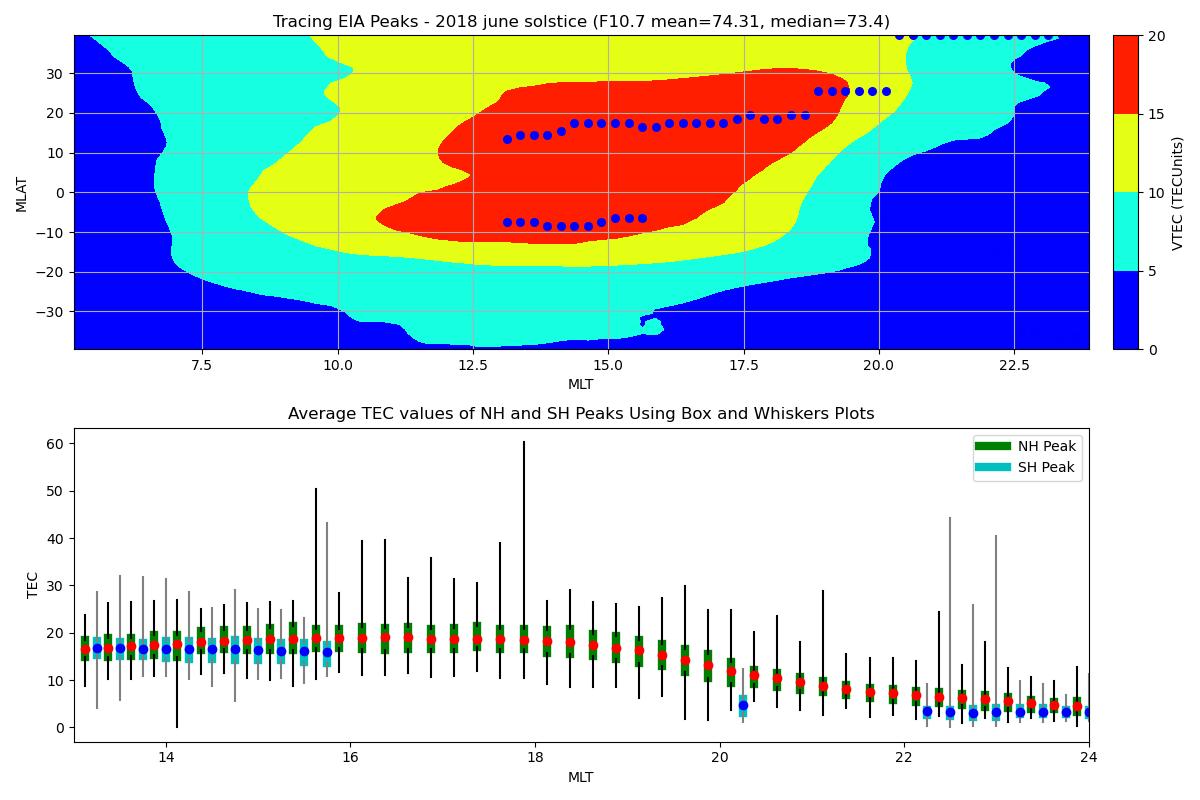 Tracing EIA Peaks - 2018 june solstice (F10.7 mean=74.31, median=73.4)
30
20
10
0
−10
−20
−30
MLAT
7.5 10.0 12.5 15.0 17.5 20.0 22.5
MLT
20
15
10
5
0
VTEC (TECUnits)
Average TEC values of NH and SH Peaks Using Box and Whiskers Plots
NH Peak
SH Peak
60
50
40
30
20
10
0
TEC
14 16 18 20 22 24
MLT